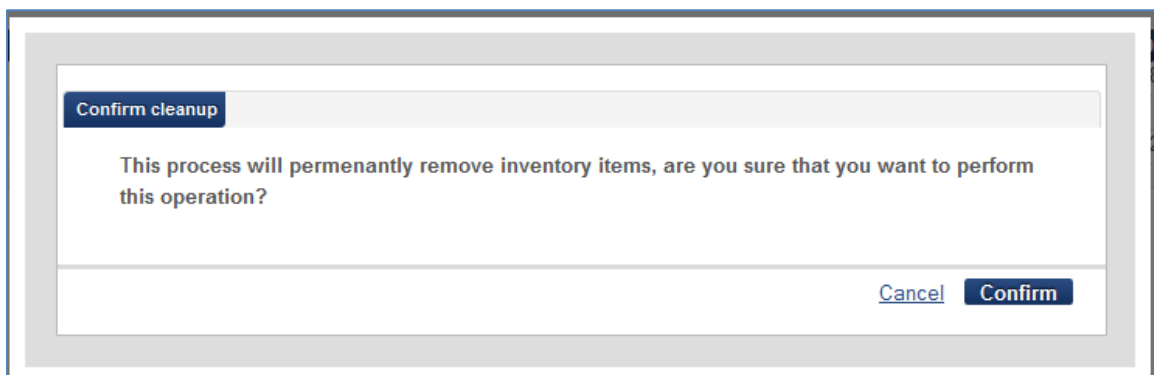 Confirm cleanup
This process will permenantly remove inventory items, are you sure that you want to perform
this operation?
Cancel Confirm